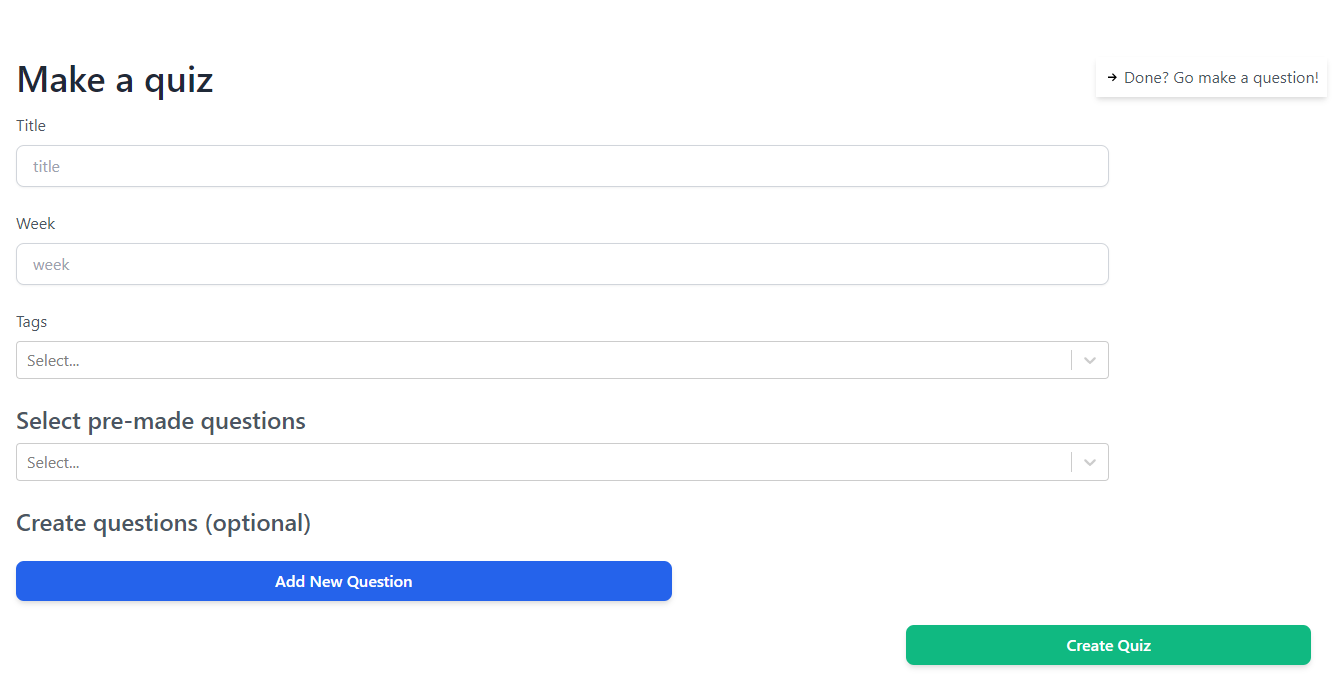 Make a quiz
→ Done? Go make a question!
Title
title
Week
week
Tags
Select...
Select pre-made questions
Select...
Create questions (optional)
Add New Question
Create Quiz